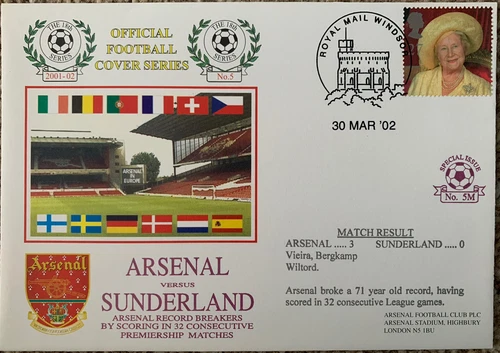 THE 18th
SERIES
2001-02
OFFICIAL
FOOTBALL
COVER SERIES
THE 18th
SERIES
No.5
ROYAL MAIL WINDSOR
30 MAR '02
ARSENAL
IN
EUROPE
SPECIAL ISSUE
No. 5M
MATCH RESULT
ARSENAL ..... 3 SUNDERLAND ..... 0
Vieira, Bergkamp
Wiltord.
Arsenal broke a 71 year old record, having
scored in 32 consecutive League games.
Arsenal
ARSENAL
VERSUS
SUNDERLAND
ARSENAL RECORD BREAKERS
BY SCORING IN 32 CONSECUTIVE
PREMIERSHIP MATCHES
ARSENAL FOOTBALL CLUB PLC
ARSENAL STADIUM, HIGHBURY
LONDON N5 1BU